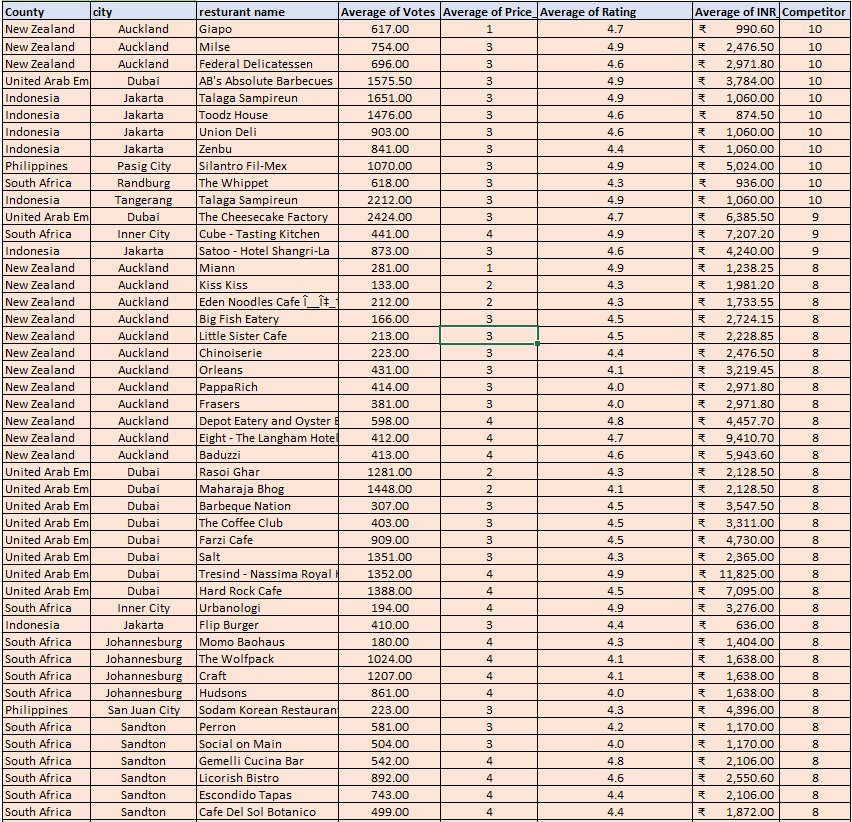 County city resturant name Average of Votes Average of Price_ Average of Rating Average of INR_ Competitor
New Zealand Auckland Giapo 617.00 1 4.7 ₹ 990.60 10
New Zealand Auckland Milse 754.00 3 4.9 ₹ 2,476.50 10
New Zealand Auckland Federal Delicatessen 696.00 3 4.6 ₹ 2,971.80 10
United Arab Em Dubai AB's Absolute Barbecues 1575.50 3 4.9 ₹ 3,784.00 10
Indonesia Jakarta Talaga Sampireun 1651.00 3 4.9 ₹ 1,060.00 10
Indonesia Jakarta Toodz House 1476.00 3 4.6 ₹ 874.50 10
Indonesia Jakarta Union Deli 903.00 3 4.6 ₹ 1,060.00 10
Indonesia Jakarta Zenbu 841.00 3 4.4 ₹ 1,060.00 10
Philippines Pasig City Silantro Fil-Mex 1070.00 3 4.9 ₹ 5,024.00 10
South Africa Randburg The Whippet 618.00 3 4.3 ₹ 936.00 10
Indonesia Tangerang Talaga Sampireun 2212.00 3 4.9 ₹ 1,060.00 10
United Arab Em Dubai The Cheesecake Factory 2424.00 3 4.7 ₹ 6,385.50 9
South Africa Inner City Cube - Tasting Kitchen 441.00 4 4.9 ₹ 7,207.20 9
Indonesia Jakarta Satoo - Hotel Shangri-La 873.00 3 4.6 ₹ 4,240.00 9
New Zealand Auckland Miann 281.00 1 4.9 ₹ 1,238.25 8
New Zealand Auckland Kiss Kiss 133.00 2 4.3 ₹ 1,981.20 8
New Zealand Auckland Eden Noodles Cafe 212.00 2 4.3 ₹ 1,733.55 8
New Zealand Auckland Big Fish Eatery 166.00 3 4.5 ₹ 2,724.15 8
New Zealand Auckland Little Sister Cafe 213.00 3 4.5 ₹ 2,228.85 8
New Zealand Auckland Chinoiserie 223.00 3 4.4 ₹ 2,476.50 8
New Zealand Auckland Orleans 431.00 3 4.1 ₹ 3,219.45 8
New Zealand Auckland PappaRich 414.00 3 4.0 ₹ 2,971.80 8
New Zealand Auckland Frasers 381.00 3 4.0 ₹ 2,971.80 8
New Zealand Auckland Depot Eatery and Oyster 598.00 4 4.8 ₹ 4,457.70 8
New Zealand Auckland Eight - The Langham Hotel 412.00 4 4.7 ₹ 9,410.70 8
New Zealand Auckland Baduzzi 413.00 4 4.6 ₹ 5,943.60 8
United Arab Em Dubai Rasoi Ghar 1281.00 2 4.3 ₹ 2,128.50 8
United Arab Em Dubai Maharaja Bhog 1448.00 2 4.1 ₹ 2,128.50 8
United Arab Em Dubai Barbeque Nation 307.00 3 4.5 ₹ 3,547.50 8
United Arab Em Dubai The Coffee Club 403.00 3 4.5 ₹ 3,311.00 8
United Arab Em Dubai Farzi Cafe 909.00 3 4.5 ₹ 4,730.00 8
United Arab Em Dubai Salt 1351.00 3 4.3 ₹ 2,365.00 8
United Arab Em Dubai Tresind - Nassima Royal 1352.00 4 4.9 ₹ 11,825.00 8
United Arab Em Dubai Hard Rock Cafe 1388.00 4 4.5 ₹ 7,095.00 8
South Africa Inner City Urbanologi 194.00 4 4.9 ₹ 3,276.00 8
Indonesia Jakarta Flip Burger 410.00 3 4.4 ₹ 636.00 8
South Africa Johannesburg Momo Baohaus 180.00 4 4.3 ₹ 1,404.00 8
South Africa Johannesburg The Wolfpack 1024.00 4 4.1 ₹ 1,638.00 8
South Africa Johannesburg Craft 1207.00 4 4.1 ₹ 1,638.00 8
South Africa Johannesburg Hudsons 861.00 4 4.0 ₹ 1,638.00 8
Philippines San Juan City Sodam Korean Restauran 223.00 3 4.3 ₹ 4,396.00 8
South Africa Sandton Perron 581.00 3 4.2 ₹ 1,170.00 8
South Africa Sandton Social on Main 504.00 3 4.0 ₹ 1,170.00 8
South Africa Sandton Gemelli Cucina Bar 542.00 4 4.8 ₹ 2,106.00 8
South Africa Sandton Licorish Bistro 892.00 4 4.6 ₹ 2,550.60 8
South Africa Sandton Escondido Tapas 743.00 4 4.4 ₹ 2,106.00 8
South Africa Sandton Cafe Del Sol Botanico 499.00 4 4.4 ₹ 1,872.00 8